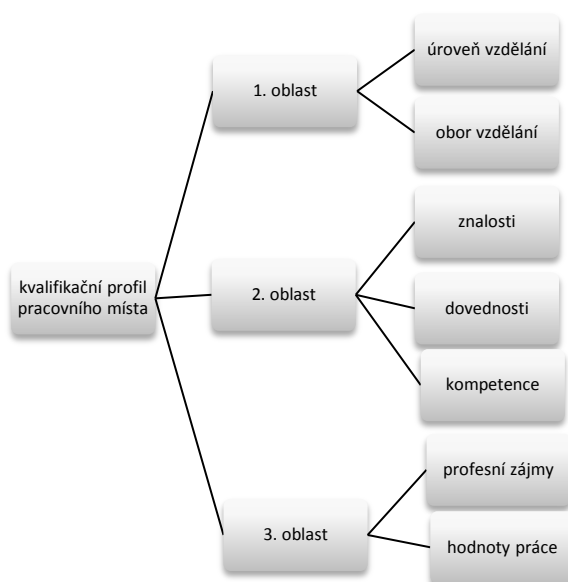 kvalifikační profil
pracovního místa
1. oblast
úroveň vzdělání
obor vzdělání
2. oblast
znalosti
dovednosti
kompetence
3. oblast
profesní zájmy
hodnoty práce